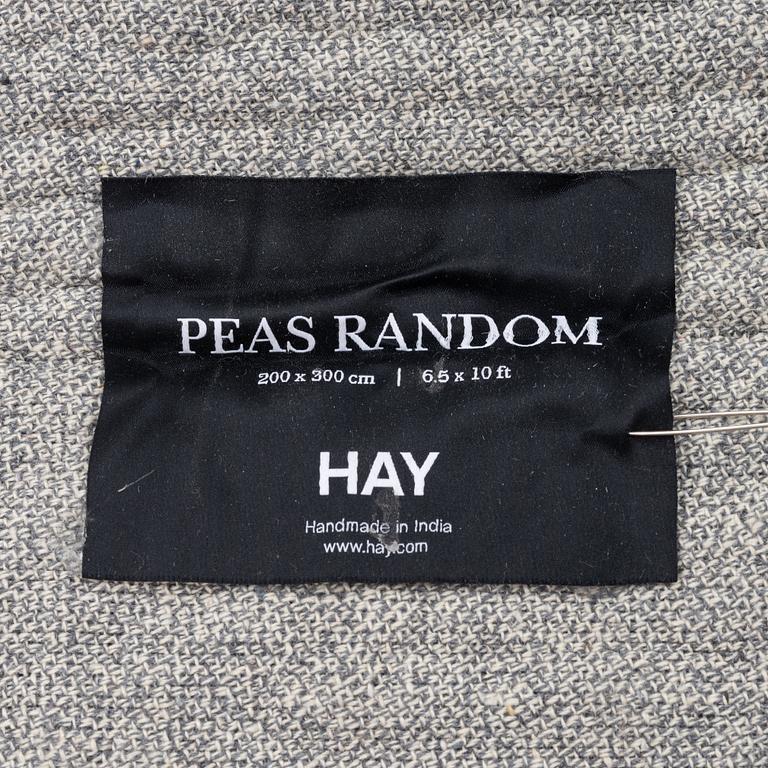 PEAS RANDOM
200 x 300 cm | 6.5 x 10 ft
HAY
Handmade in India
www.hay.com